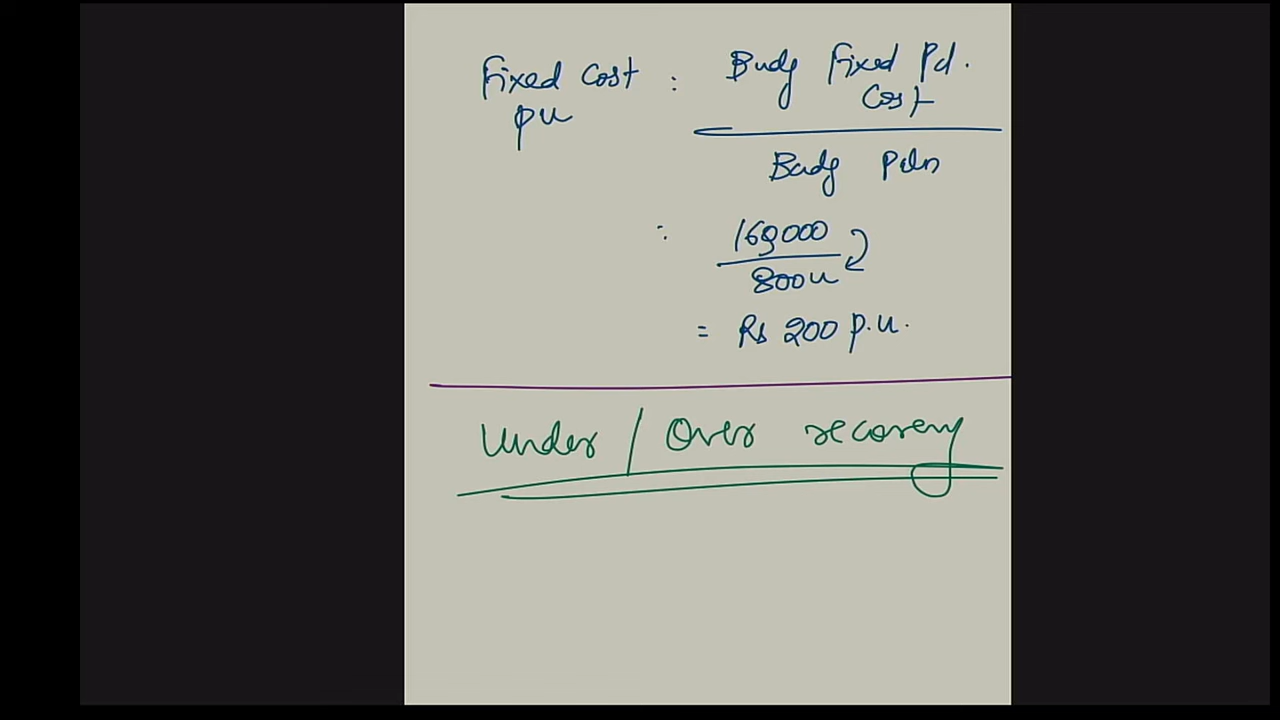 Fixed Cost : Budg Fixed Pd.
pu Cost
Budg Pdn
: 160000
800u
= Rs 200 p.u.
Under / Over recovery